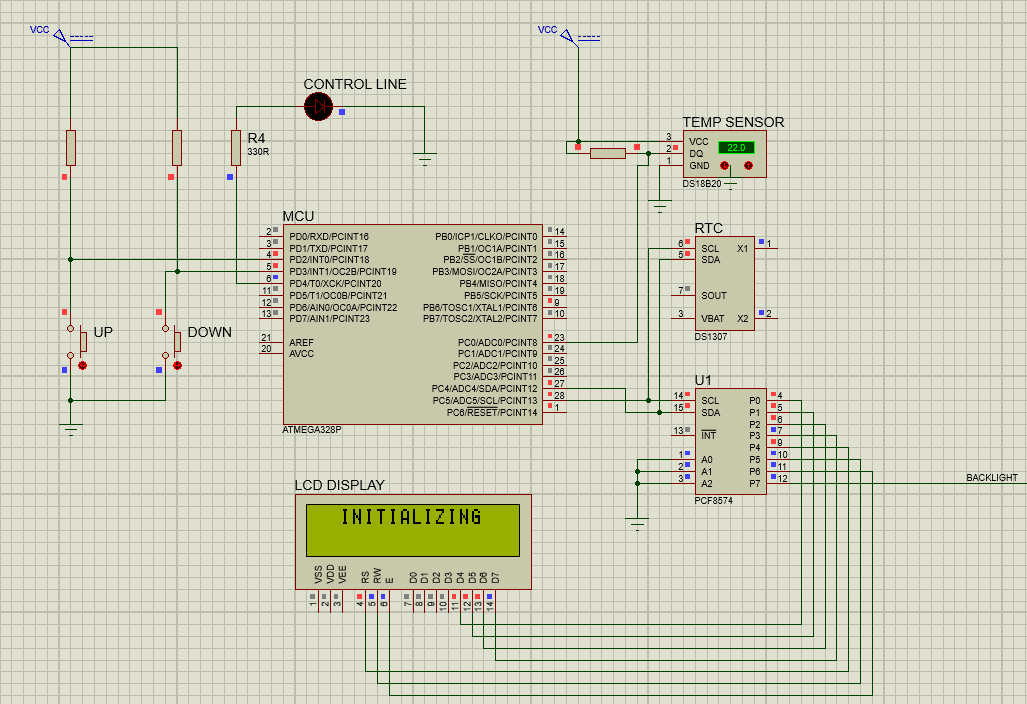 VCC
VCC
CONTROL LINE
R4
330R
TEMP SENSOR
3 VCC
2 DQ
1 GND
22.0
DS18B20
MCU
2 PD0/RXD/PCINT16
3 PD1/TXD/PCINT17
4 PD2/INT0/PCINT18
5 PD3/INT1/OC2B/PCINT19
6 PD4/T0/XCK/PCINT20
11 PD5/T1/OC0B/PCINT21
12 PD6/AIN0/OC0A/PCINT22
13 PD7/AIN1/PCINT23
21 AREF
20 AVCC
PB0/ICP1/CLKO/PCINT0 14
PB1/OC1A/PCINT1 15
PB2/SS/OC1B/PCINT2 16
PB3/MOSI/OC2A/PCINT3 17
PB4/MISO/PCINT4 18
PB5/SCK/PCINT5 19
PB6/TOSC1/XTAL1/PCINT6 9
PB7/TOSC2/XTAL2/PCINT7 10
PC0/ADC0/PCINT8 23
PC1/ADC1/PCINT9 24
PC2/ADC2/PCINT10 25
PC3/ADC3/PCINT11 26
PC4/ADC4/SDA/PCINT12 27
PC5/ADC5/SCL/PCINT13 28
PC6/RESET/PCINT14 1
ATMEGA328P
RTC
6 SCL X1 1
5 SDA
7 SOUT
3 VBAT X2 2
DS1307
UP
DOWN
U1
14 SCL P0 4
15 SDA P1 5
P2 6
13 INT P3 7
P4 9
1 A0 P5 10
2 A1 P6 11
3 A2 P7 12
PCF8574
BACKLIGHT
LCD DISPLAY
INITIALIZING
VSS VDD VEE RS RW E D0 D1 D2 D3 D4 D5 D6 D7
1 2 3 4 5 6 7 8 9 10 11 12 13 14